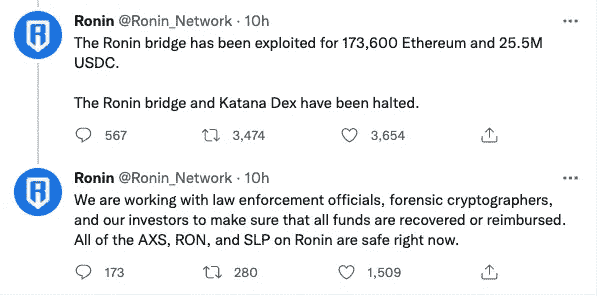 Ronin @Ronin_Network · 10h
The Ronin bridge has been exploited for 173,600 Ethereum and 25.5M
USDC.
The Ronin bridge and Katana Dex have been halted.
567 3,474 3,654
Ronin @Ronin_Network · 10h
We are working with law enforcement officials, forensic cryptographers,
and our investors to make sure that all funds are recovered or reimbursed.
All of the AXS, RON, and SLP on Ronin are safe right now.
173 280 1,509